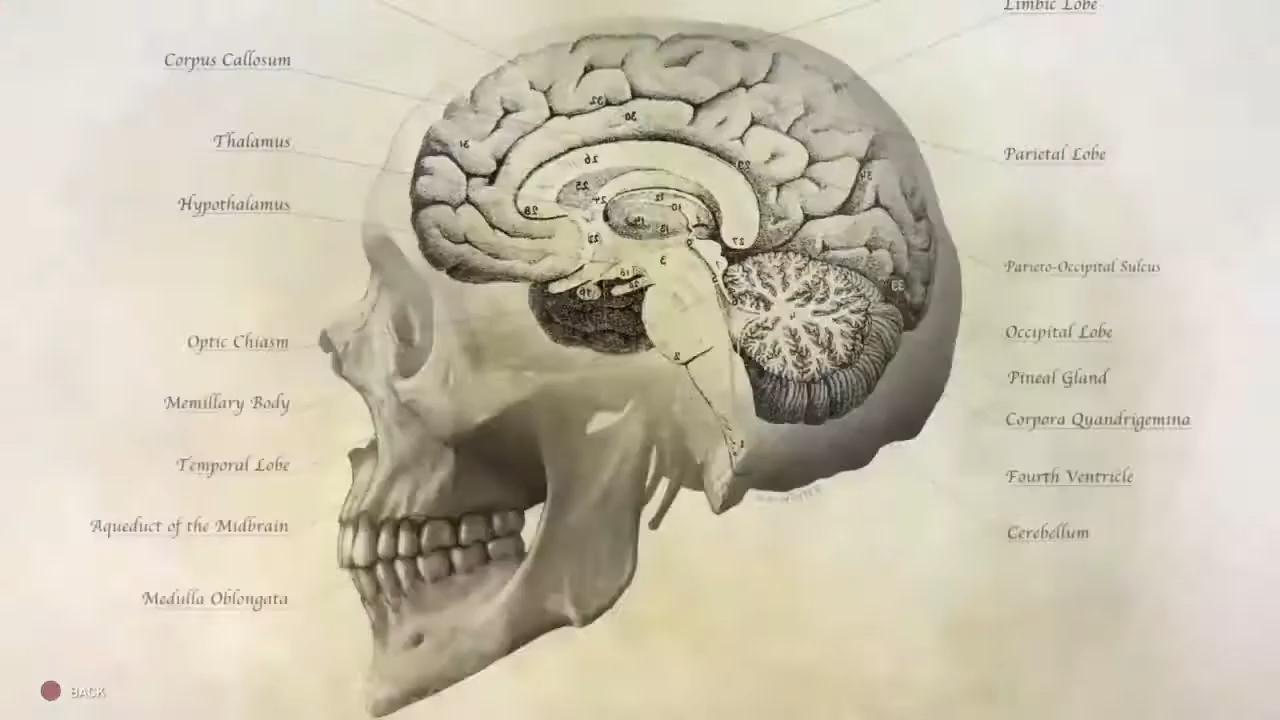 Limbic Lobe
Corpus Callosum
Thalamus
Parietal Lobe
Hypothalamus
Parieto-Occipital Sulcus
Occipital Lobe
Optic Chiasm
Pineal Gland
Memillary Body
Corpora Quandrigemina
Temporal Lobe
Fourth Ventricle
Aqueduct of the Midbrain
Cerebellum
Medulla Oblongata
BACK